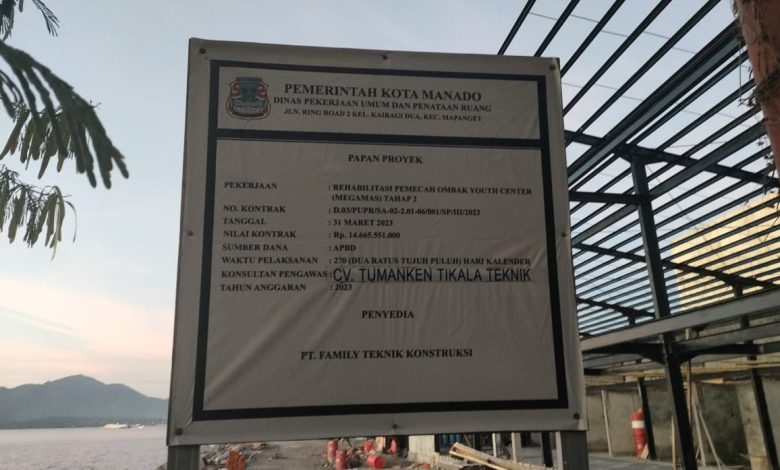 PEMERINTAH KOTA MANADO
DINAS PEKERJAAN UMUM DAN PENATAAN RUANG
JLN. RING ROAD 2 KEL. KAIRAGI DUA, KEC. MAPANGET
PAPAN PROYEK
PEKERJAAN : REHABILITASI PEMECAH OMBAK YOUTH CENTER
(MEGAMAS) TAHAP 2
NO. KONTRAK : D.03/PUPR/SA-02-2.01-06/001/SP/III/2023
TANGGAL : 31 MARET 2023
NILAI KONTRAK : Rp. 14.665.551.000
SUMBER DANA : APBD
WAKTU PELAKSANAN : 270 (DUA RATUS TUJUH PULUH) HARI KALENDER
KONSULTAN PENGAWAS : CV. TUMANKEN TIKALA TEKNIK
TAHUN ANGGARAN : 2023
PENYEDIA
PT. FAMILY TEKNIK KONSTRUKSI